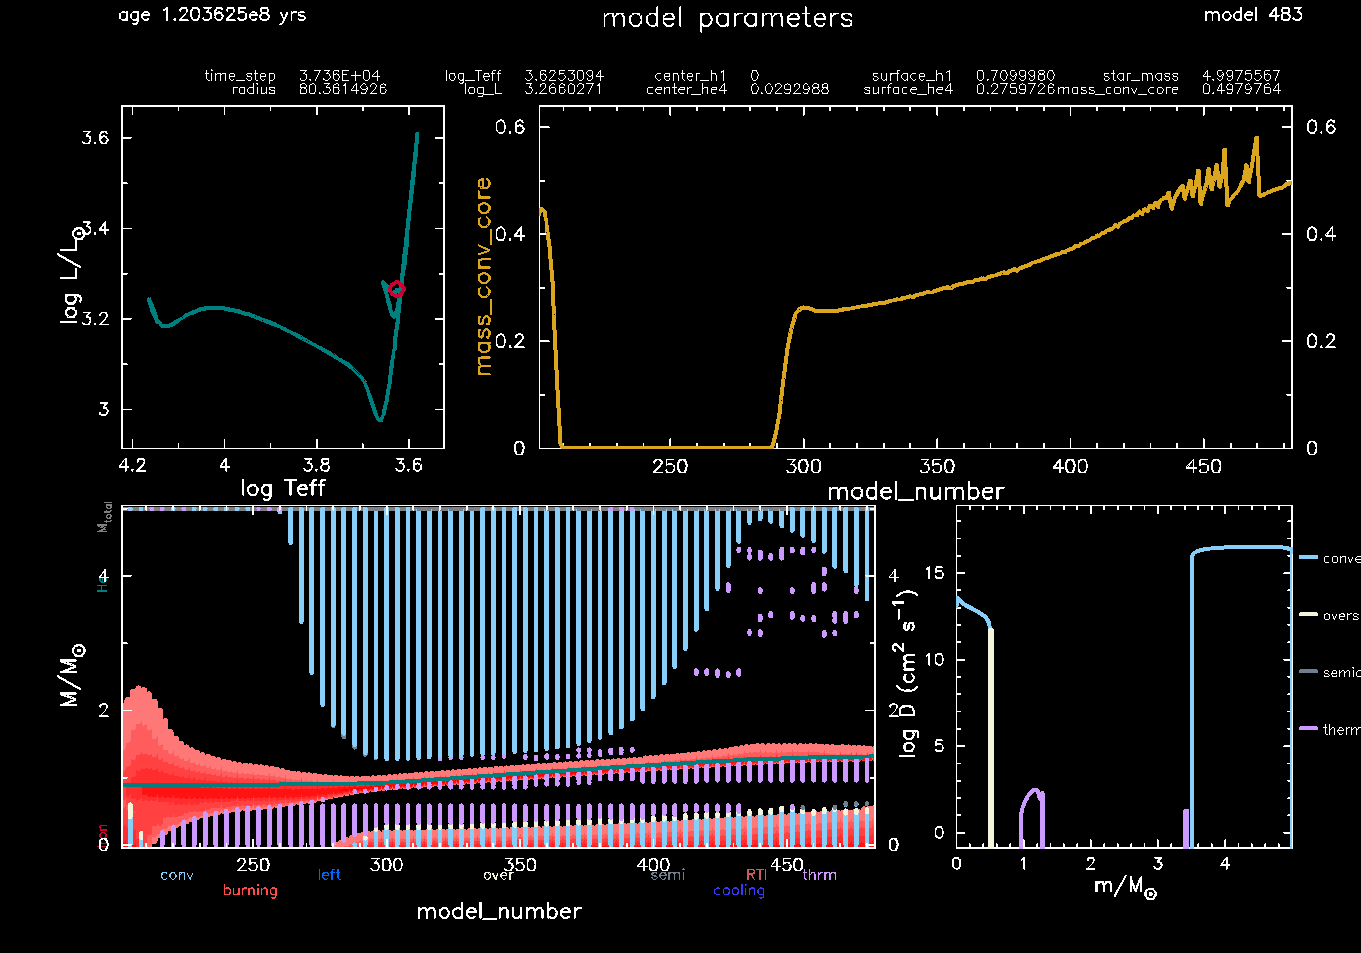 age 1.203625e8 yrs
model parameters
model 483
time_step 3.736E+04 log_Teff 3.6253094 center_h1 0 surface_h1 0.7099980 star_mass 4.9975567
radius 80.3614926 log_L 3.2660271 center_he4 0.0292988 surface_he4 0.2759726 mass_conv_core 0.4979764
log L/L⊙
3.6
3.4
3.2
3
4.2 4 3.8 3.6
log Teff
mass_conv_core
0.6 0.6
0.4 0.4
0.2 0.2
0 0
250 300 350 400 450
model_number
Mtotal
He
M/M⊙
4 4
2 2
0 0
250 300 350 400 450
conv left over semi RTI thrm
burning cooling
model_number
log D (cm² s⁻¹)
15
10
5
0
0 1 2 3 4
m/M⊙
conve
overs
semic
therm